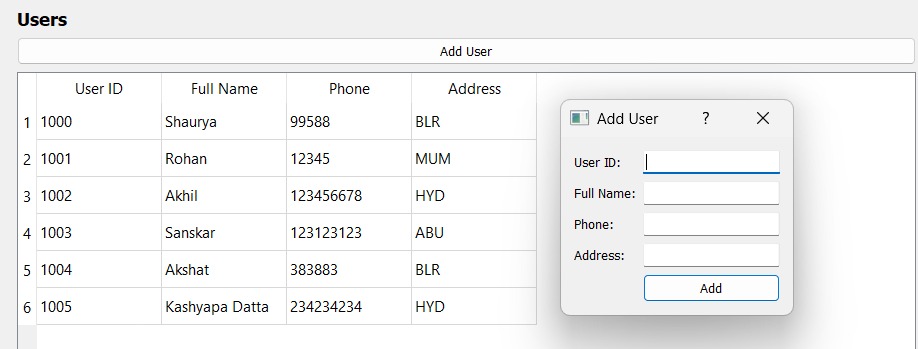 Users
Add User
User ID Full Name Phone Address
1 1000 Shaurya 99588 BLR
2 1001 Rohan 12345 MUM
3 1002 Akhil 123456678 HYD
4 1003 Sanskar 123123123 ABU
5 1004 Akshat 383883 BLR
6 1005 Kashyapa Datta 234234234 HYD
Add User ?
User ID:
Full Name:
Phone:
Address:
Add